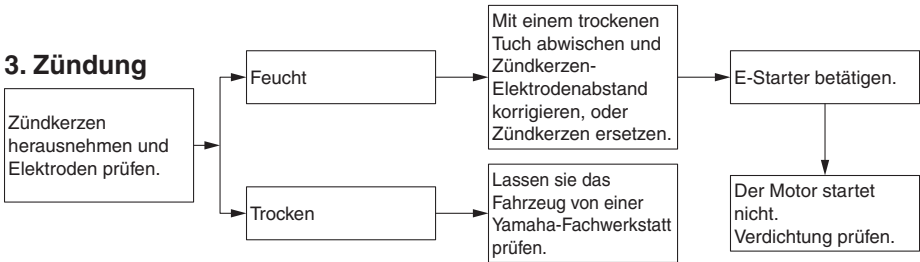 3. Zündung
Zündkerzen
herausnehmen und
Elektroden prüfen.
Feucht
Mit einem trockenen
Tuch abwischen und
Zündkerzen-
Elektrodenabstand
korrigieren, oder
Zündkerzen ersetzen.
E-Starter betätigen.
Der Motor startet
nicht.
Verdichtung prüfen.
Trocken
Lassen sie das
Fahrzeug von einer
Yamaha-Fachwerkstatt
prüfen.